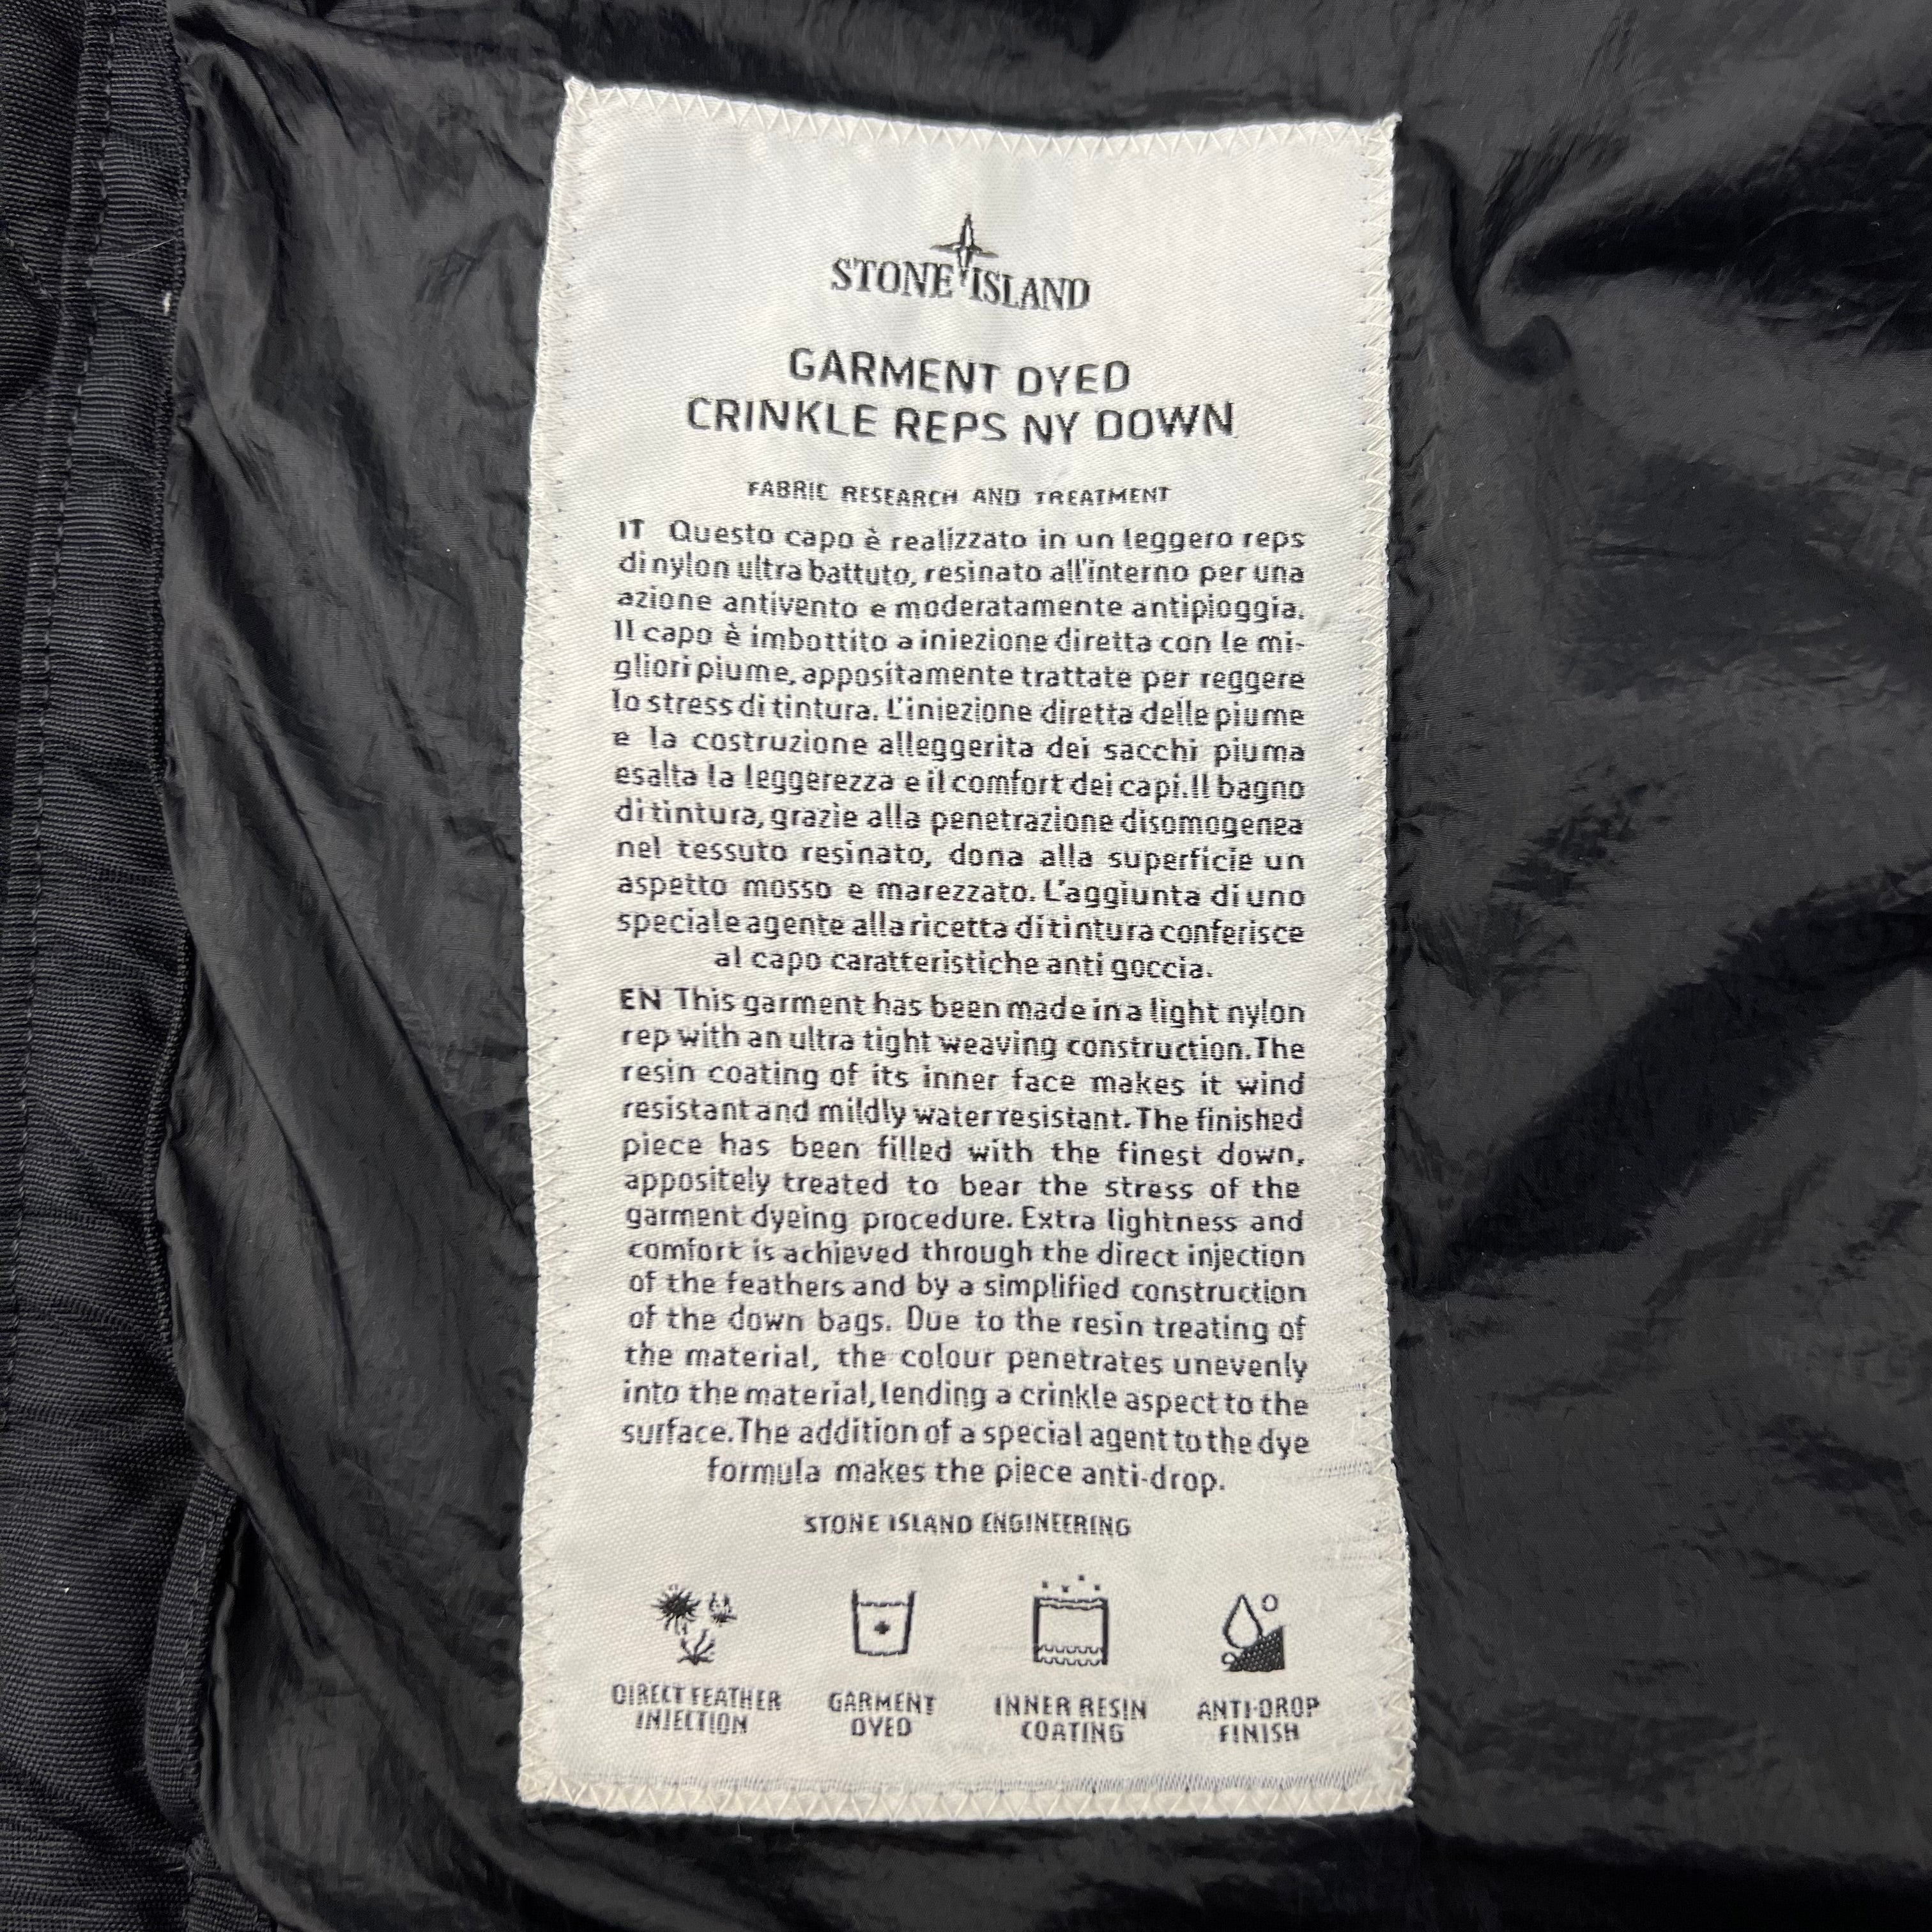 STONE ISLAND
GARMENT DYED
CRINKLE REPS NY DOWN
FABRIC RESEARCH AND TREATMENT
IT Questo capo è realizzato in un leggero reps
di nylon ultra battuto, resinato all'interno per una
azione antivento e moderatamente antipioggia.
Il capo è imbottito a iniezione diretta con le mi-
gliori piume, appositamente trattate per reggere
lo stress di tintura. L'iniezione diretta delle piume
e la costruzione alleggerita dei sacchi piuma
esalta la leggerezza e il comfort dei capi. Il bagno
di tintura, grazie alla penetrazione disomogenea
nel tessuto resinato, dona alla superficie un
aspetto mosso e marezzato. L'aggiunta di uno
speciale agente alla ricetta di tintura conferisce
al capo caratteristiche anti goccia.
EN This garment has been made in a light nylon
rep with an ultra tight weaving construction. The
resin coating of its inner face makes it wind
resistant and mildly water resistant. The finished
piece has been filled with the finest down,
appositely treated to bear the stress of the
garment dyeing procedure. Extra lightness and
comfort is achieved through the direct injection
of the feathers and by a simplified construction
of the down bags. Due to the resin treating of
the material, the colour penetrates unevenly
into the material, lending a crinkle aspect to the
surface. The addition of a special agent to the dye
formula makes the piece anti-drop.
STONE ISLAND ENGINEERING
DIRECT FEATHER
INJECTION
GARMENT
DYED
INNER RESIN
COATING
ANTI-DROP
FINISH